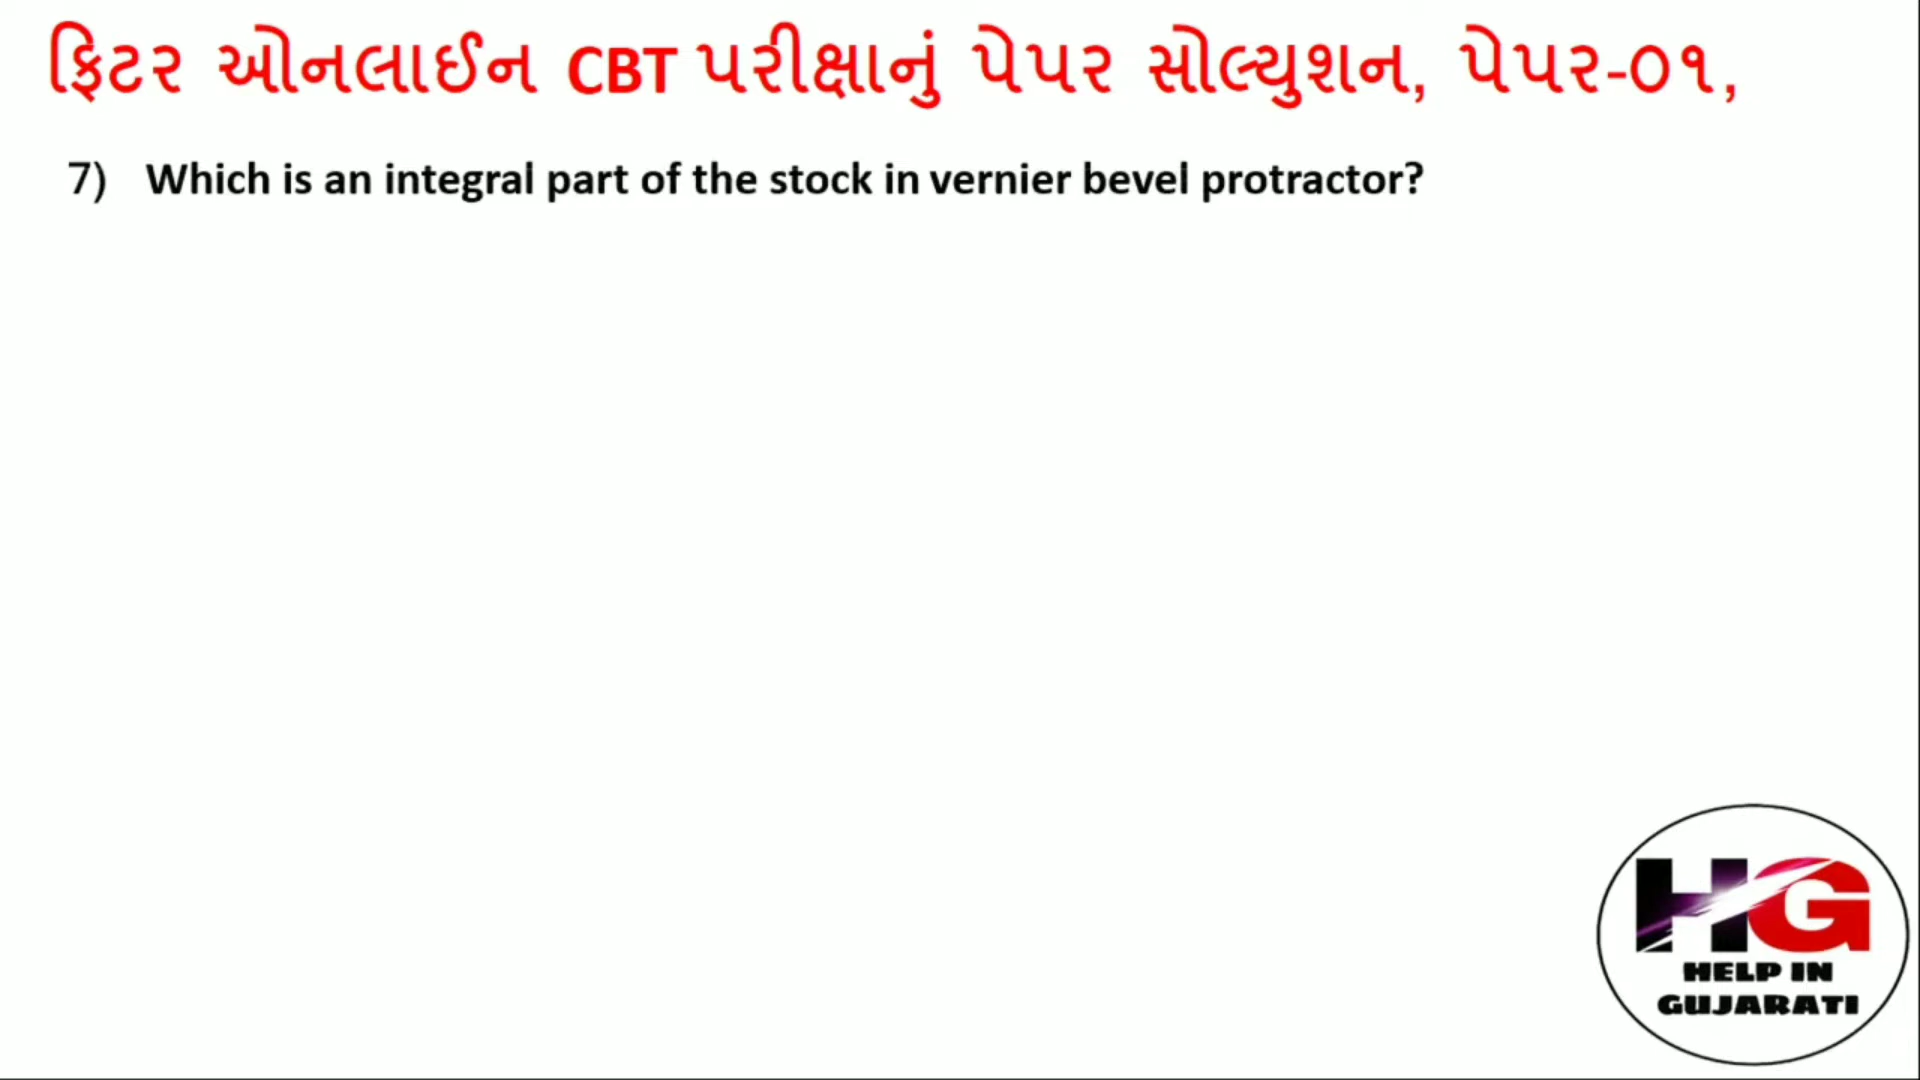 ફિટર ઓનલાઈન CBT પરીક્ષાનું પેપર સોલ્યુશન, પેપર-૦૧,
7) Which is an integral part of the stock in vernier bevel protractor?
HG
HELP IN
GUJARATI